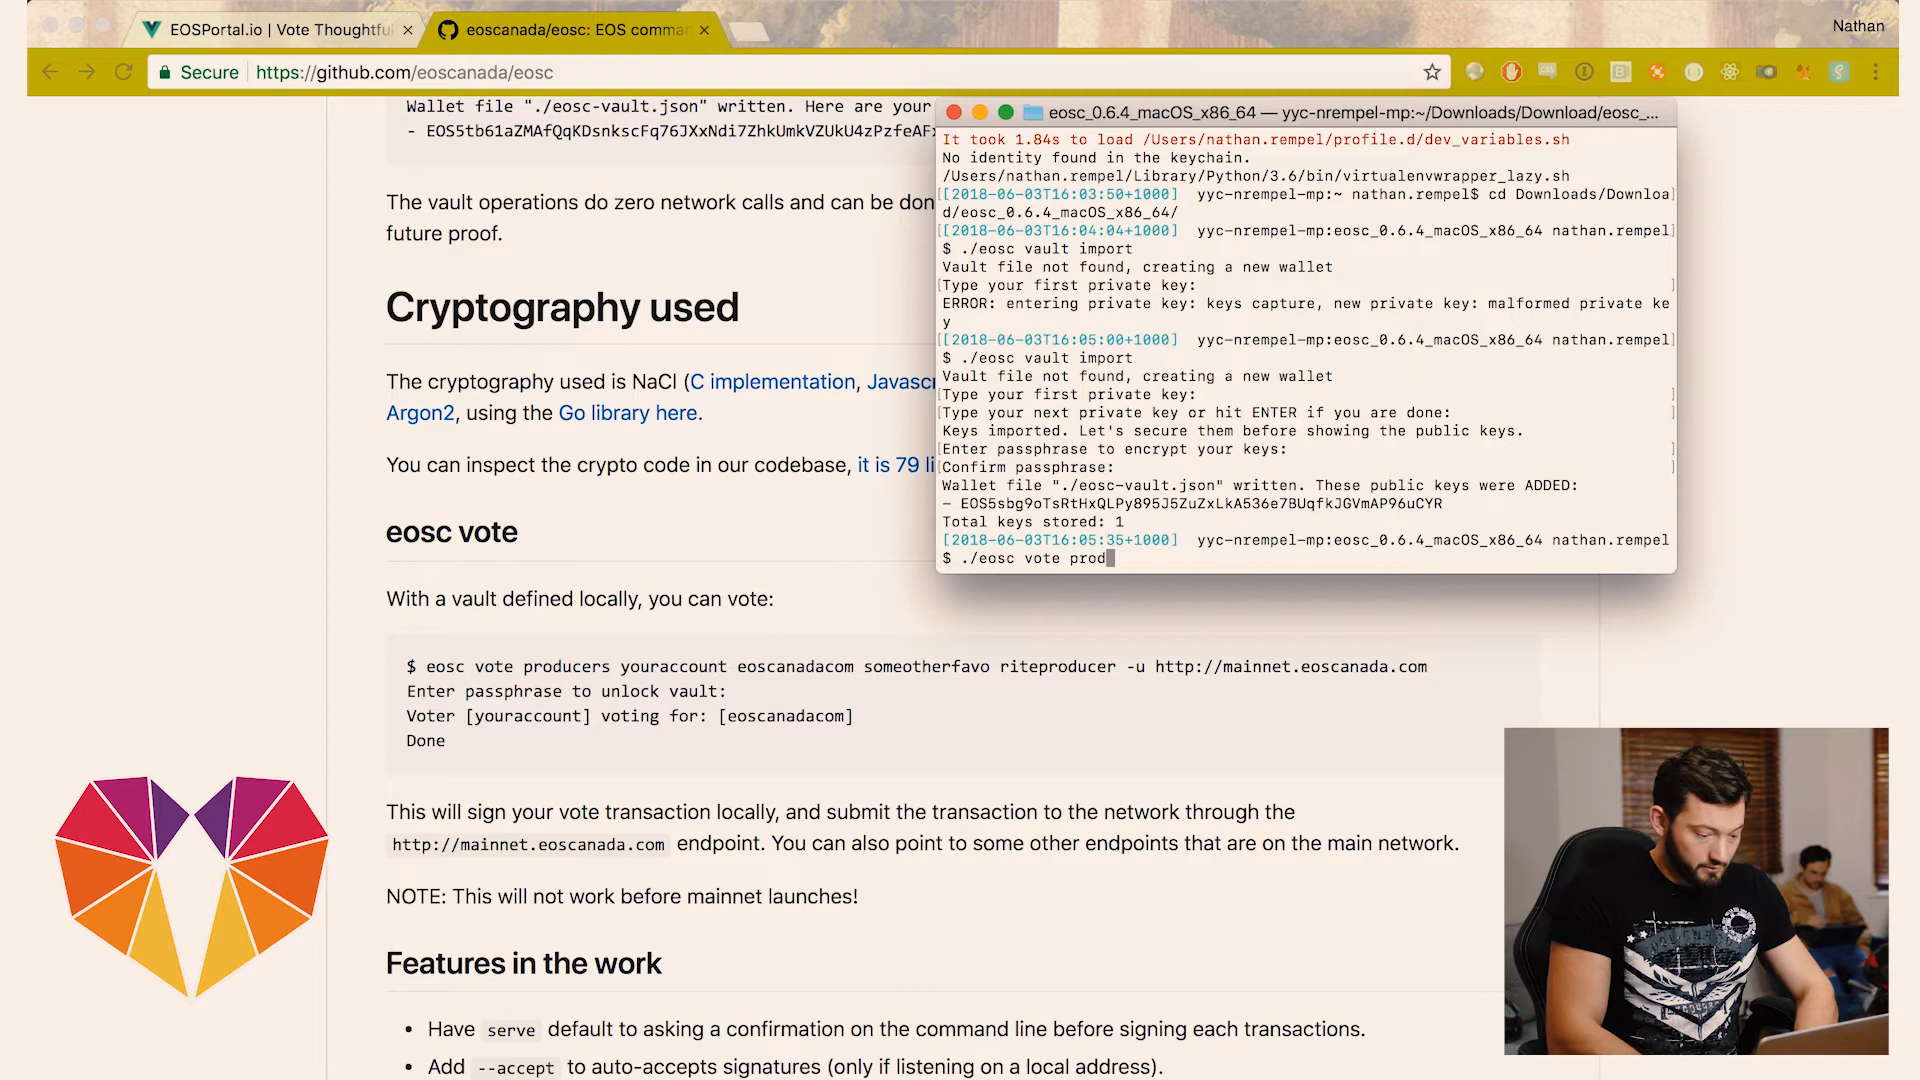 Nathan
EOSPortal.io | Vote Thoughtful
eoscanada/eosc: EOS comma
Secure
https://github.com/eoscanada/eosc
Wallet file "./eosc-vault.json" written. Here are your
- EOS5tb61aZMAfQqKDsnkscFq76JXxNdi7ZhkUmkVZUkU4zPzfeAFx
The vault operations do zero network calls and can be don
future proof.
Cryptography used
The cryptography used is NaCl (C implementation, Javascr
Argon2, using the Go library here.
You can inspect the crypto code in our codebase, it is 79 li
eosc vote
With a vault defined locally, you can vote:
$ eosc vote producers youraccount eoscanadacom someotherfavo riteproducer -u http://mainnet.eoscanada.com
Enter passphrase to unlock vault:
Voter [youraccount] voting for: [eoscanadacom]
Done
This will sign your vote transaction locally, and submit the transaction to the network through the
http://mainnet.eoscanada.com endpoint. You can also point to some other endpoints that are on the main network.
NOTE: This will not work before mainnet launches!
Features in the work
• Have serve default to asking a confirmation on the command line before signing each transactions.
• Add --accept to auto-accepts signatures (only if listening on a local address).
eosc_0.6.4_macOS_x86_64 — yyc-nrempel-mp:~/Downloads/Download/eosc_...
It took 1.84s to load /Users/nathan.rempel/profile.d/dev_variables.sh
No identity found in the keychain.
/Users/nathan.rempel/Library/Python/3.6/bin/virtualenvwrapper_lazy.sh
[[2018-06-03T16:03:50+1000] yyc-nrempel-mp:~ nathan.rempel$ cd Downloads/Downloa]
d/eosc_0.6.4_macOS_x86_64/
[[2018-06-03T16:04:04+1000] yyc-nrempel-mp:eosc_0.6.4_macOS_x86_64 nathan.rempel]
$ ./eosc vault import
Vault file not found, creating a new wallet
[Type your first private key: ]
ERROR: entering private key: keys capture, new private key: malformed private ke
y
[[2018-06-03T16:05:00+1000] yyc-nrempel-mp:eosc_0.6.4_macOS_x86_64 nathan.rempel]
$ ./eosc vault import
Vault file not found, creating a new wallet
[Type your first private key: ]
[Type your next private key or hit ENTER if you are done: ]
Keys imported. Let's secure them before showing the public keys.
[Enter passphrase to encrypt your keys: ]
[Confirm passphrase: ]
Wallet file "./eosc-vault.json" written. These public keys were ADDED:
- EOS5sbg9oTsRtHxQLPy895J5ZuZxLkA536e7BUqfkJGVmAP96uCYR
Total keys stored: 1
[2018-06-03T16:05:35+1000] yyc-nrempel-mp:eosc_0.6.4_macOS_x86_64 nathan.rempel
$ ./eosc vote prod